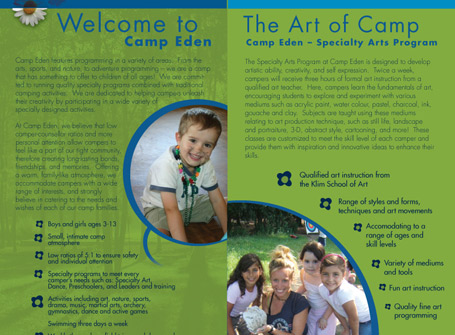 Welcome to
Camp Eden
Camp Eden features programming in a variety of areas. From the
arts, sports, and nature, to adventure programming – we are a camp
that has something to offer to children of all ages! We are commit-
ted to running quality specialty programs combined with traditional
camping activities. We are dedicated to helping campers unleash
their creativity by participating in a wide variety of
specially designed activities.
At Camp Eden, we believe that low
camper-counselor ratios and more
personal attention allow campers to
feel like a part of our tight community,
therefore creating long-lasting bonds,
friendships, and memories. Offering
a warm, family-like atmosphere, we
accommodate campers with a wide
range of interests, and strongly
believe in catering to the needs and
wishes of each of our camp families.
Boys and girls ages 3-13
Small, intimate camp
atmosphere
Low ratios of 5:1 to ensure safety
and individual attention
Specialty programs to meet every
camper's needs such as: Specialty Art,
Dance, Preschoolers, and Leaders and training
Activities including art, nature, sports,
drama, music, martial arts, archery,
gymnastics, dance and active games
Swimming three days a week
The Art of Camp
Camp Eden – Specialty Arts Program
The Specialty Arts Program at Camp Eden is designed to develop
artistic ability, creativity, and self expression. Twice a week,
campers will receive three hours of formal art instruction from a
qualified art teacher. Here, campers learn the fundamentals of art,
encouraging students to explore and experiment with various
mediums such as acrylic paint, water colour, pastel, charcoal, ink,
gouache and clay. Subjects are taught using these mediums
relating to art production technique, such as still life, landscape
and portraiture, 3-D, abstract style, cartooning, and more! These
classes are customized to meet the skill level of each camper and
provide them with inspiration and innovative ideas to enhance their
skills.
Qualified art instruction from
the Klim School of Art
Range of styles and forms,
techniques and art movements
Accomodating to a
range of ages and
skill levels
Variety of mediums
and tools
Fun art instruction
Quality fine art
programming